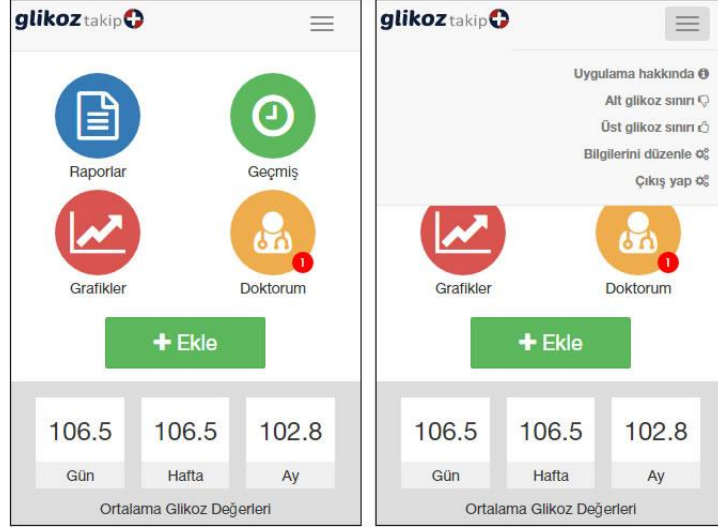 glikoz takip
Raporlar
Geçmiş
Grafikler
1
Doktorum
Ekle
106.5
106.5
102.8
Gün
Hafta
Ay
Ortalama Glikoz Değerleri
glikoz takip
Uygulama hakkında
Alt glikoz sınırı
Üst glikoz sınırı
Bilgilerini düzenle
Çıkış yap
Grafikler
1
Doktorum
Ekle
106.5
106.5
102.8
Gün
Hafta
Ay
Ortalama Glikoz Değerleri